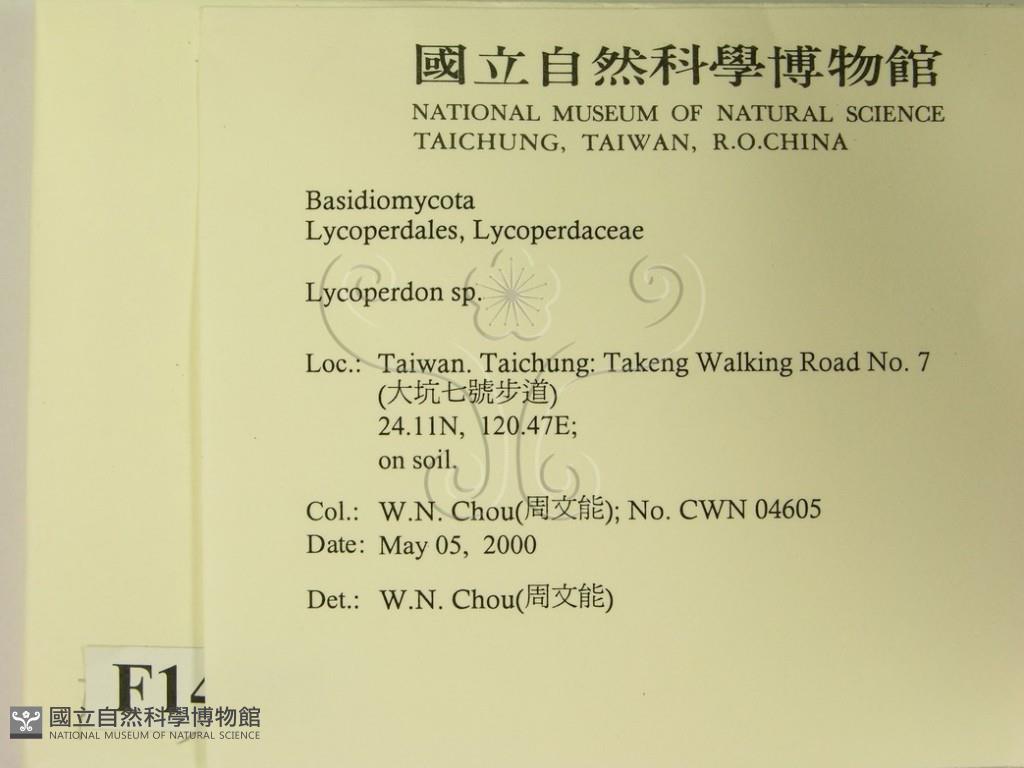 國立自然科學博物館
NATIONAL MUSEUM OF NATURAL SCIENCE
TAICHUNG, TAIWAN, R.O.CHINA
Basidiomycota
Lycoperdales, Lycoperdaceae
Lycoperdon sp.
Loc.: Taiwan. Taichung: Takeng Walking Road No. 7
(大坑七號步道)
24.11N, 120.47E;
on soil.
Col.: W.N. Chou(周文能); No. CWN 04605
Date: May 05, 2000
Det.: W.N. Chou(周文能)
F14
國立自然科學博物館
NATIONAL MUSEUM OF NATURAL SCIENCE